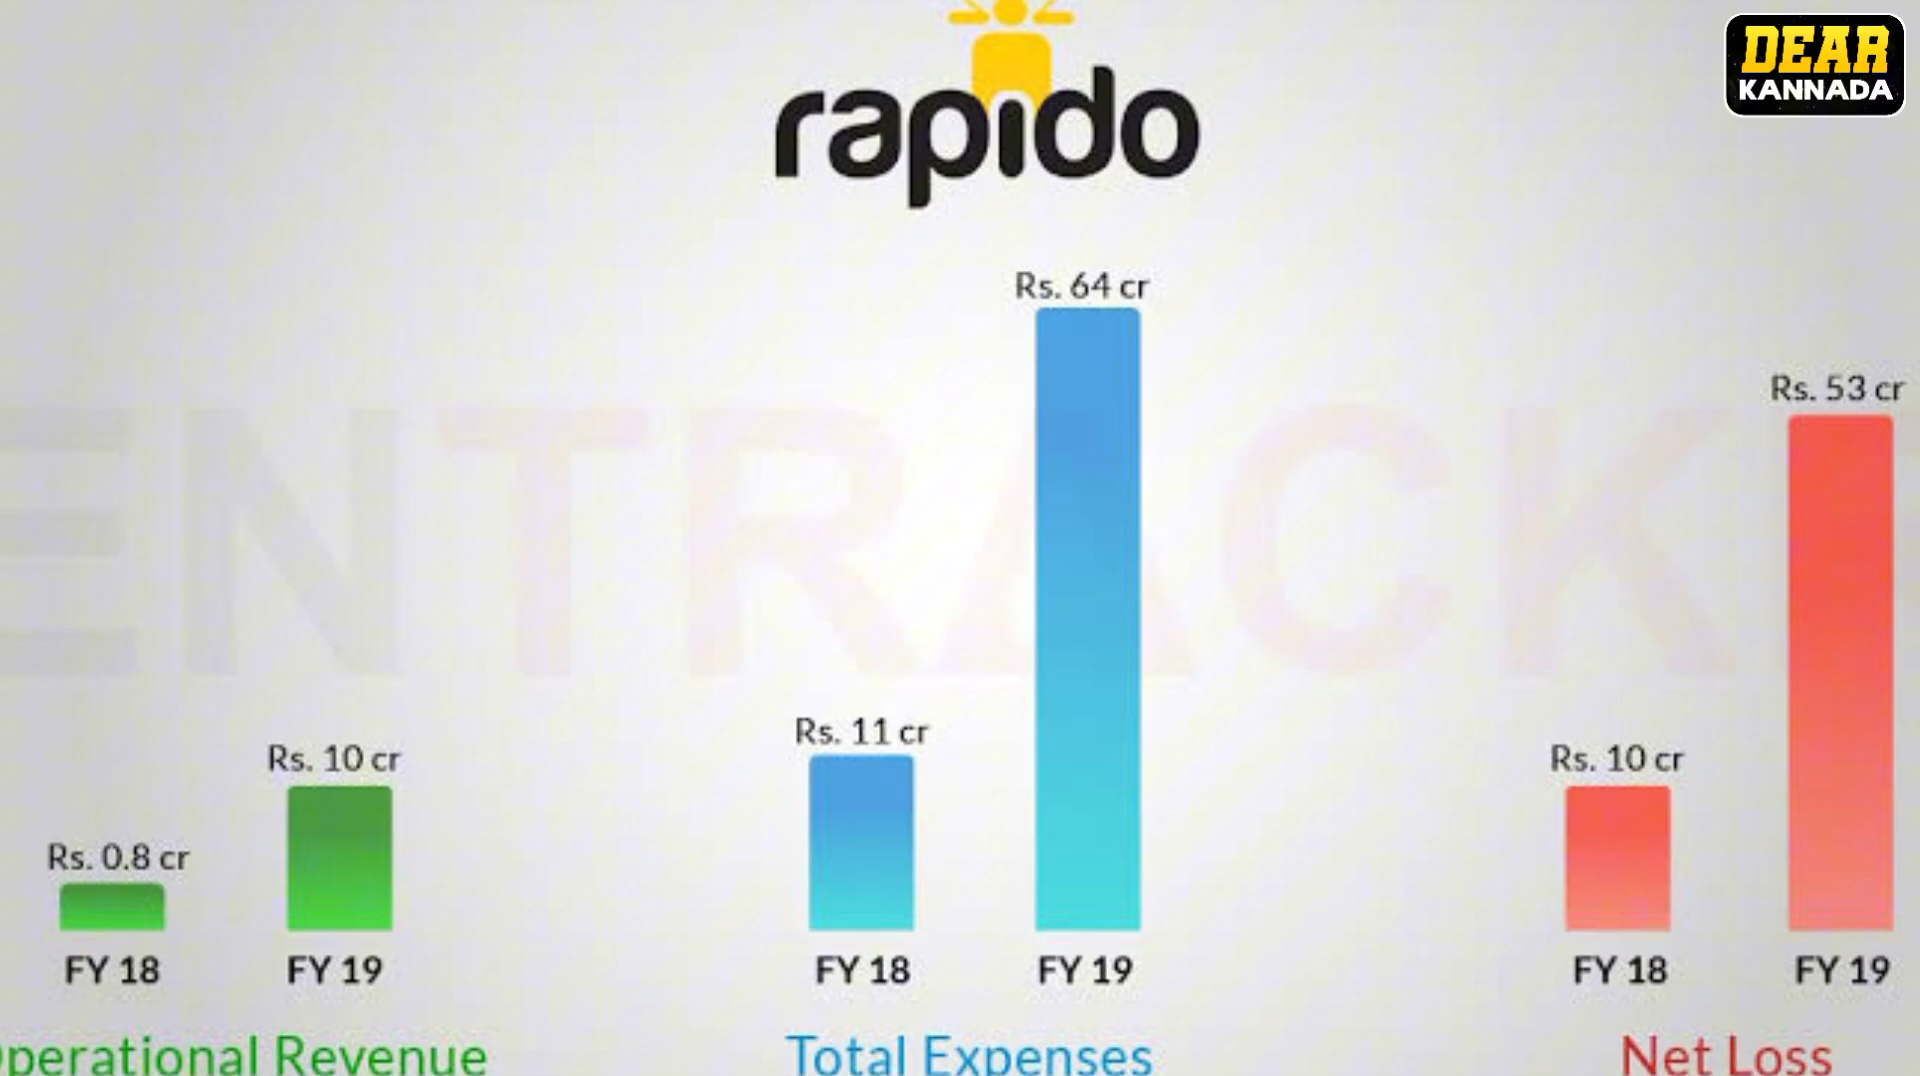 DEAR
KANNADA
rapido
Rs. 64 cr
Rs. 53 cr
Rs. 11 cr
Rs. 10 cr
Rs. 10 cr
Rs. 0.8 cr
FY 18
FY 19
FY 18
FY 19
FY 18
FY 19
Operational Revenue
Total Expenses
Net Loss
ENTRACK